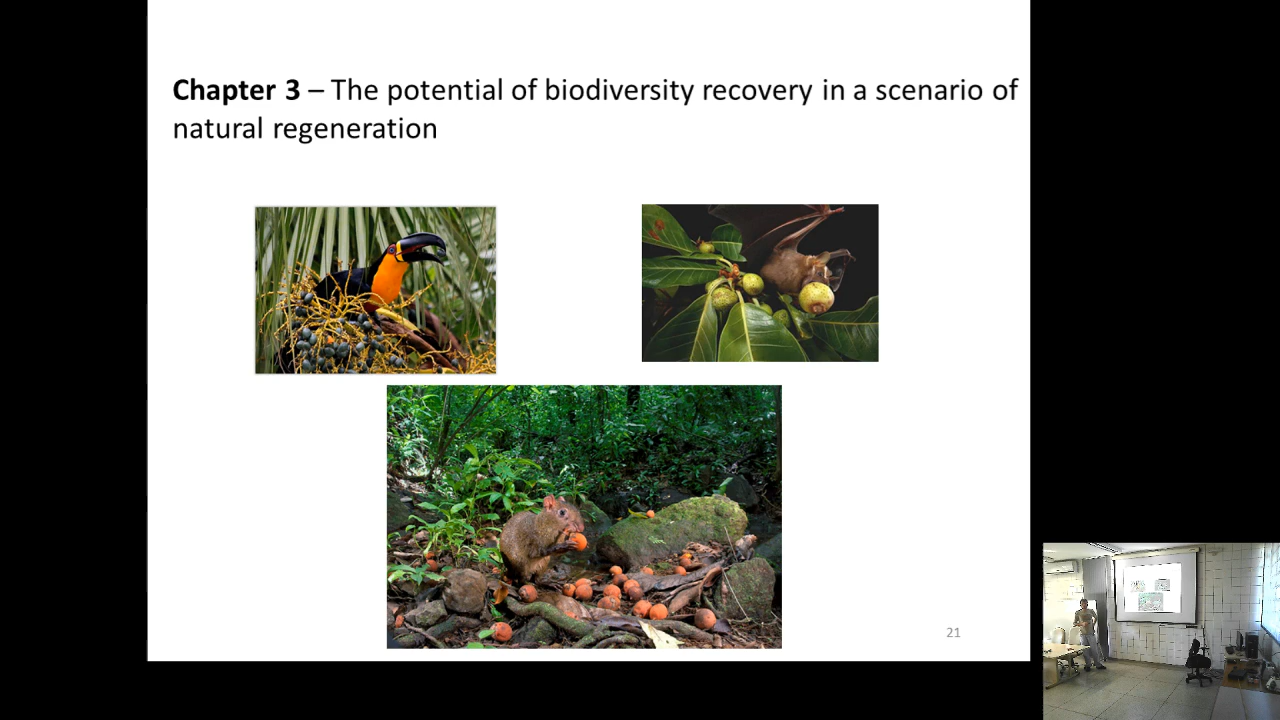 Chapter 3 – The potential of biodiversity recovery in a scenario of
natural regeneration
21